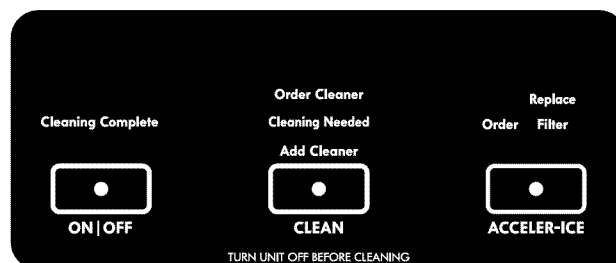 Order Cleaner
Replace
Cleaning Complete
Cleaning Needed
Order Filter
Add Cleaner
ON|OFF
CLEAN
ACCELER-ICE
TURN UNIT OFF BEFORE CLEANING